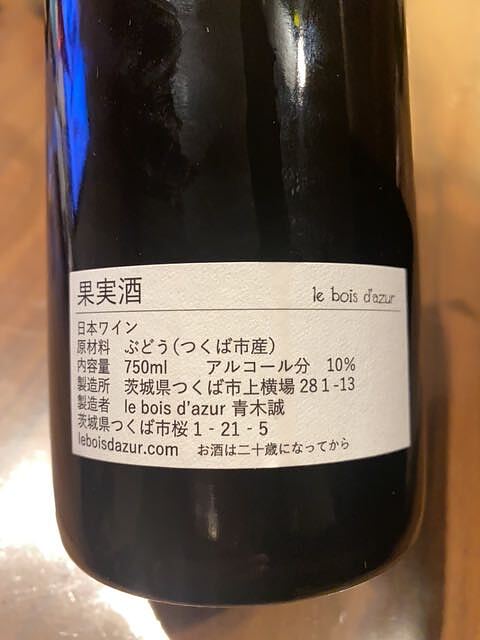 果実酒 le bois d'azur
日本ワイン
原材料 ぶどう(つくば市産)
内容量 750ml アルコール分 10%
製造所 茨城県つくば市上横場281-13
製造者 le bois d'azur 青木誠
茨城県つくば市桜1-21-5
leboisdazur.com お酒は二十歳になってから